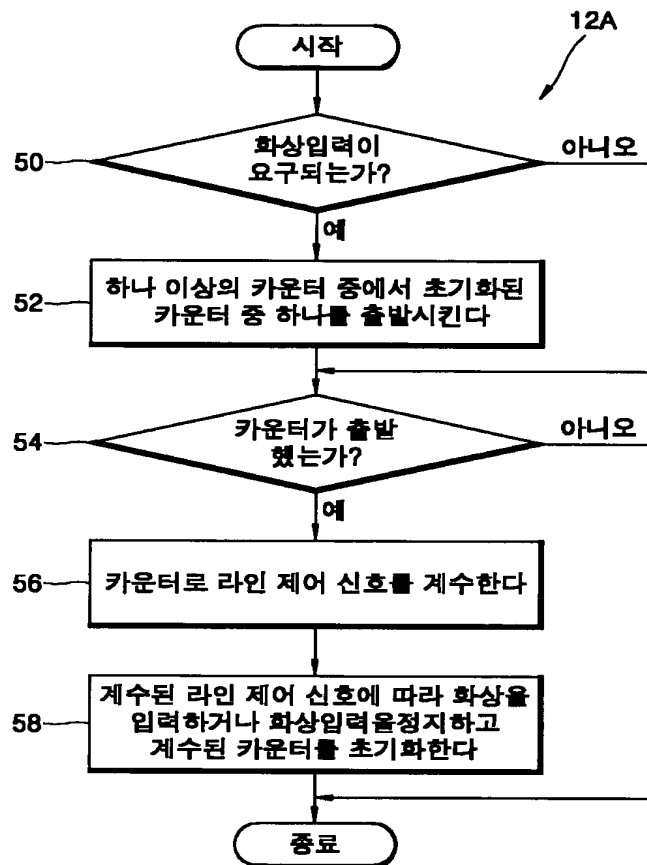 12A
시작
50
화상입력이
요구되는가?
아니오
예
52
하나 이상의 카운터 중에서 초기화된
카운터 중 하나를 출발시킨다
54
카운터가 출발
했는가?
아니오
예
56
카운터로 라인 제어 신호를 계수한다
58
계수된 라인 제어 신호에 따라 화상을
입력하거나 화상입력을정지하고
계수된 카운터를 초기화한다
종료